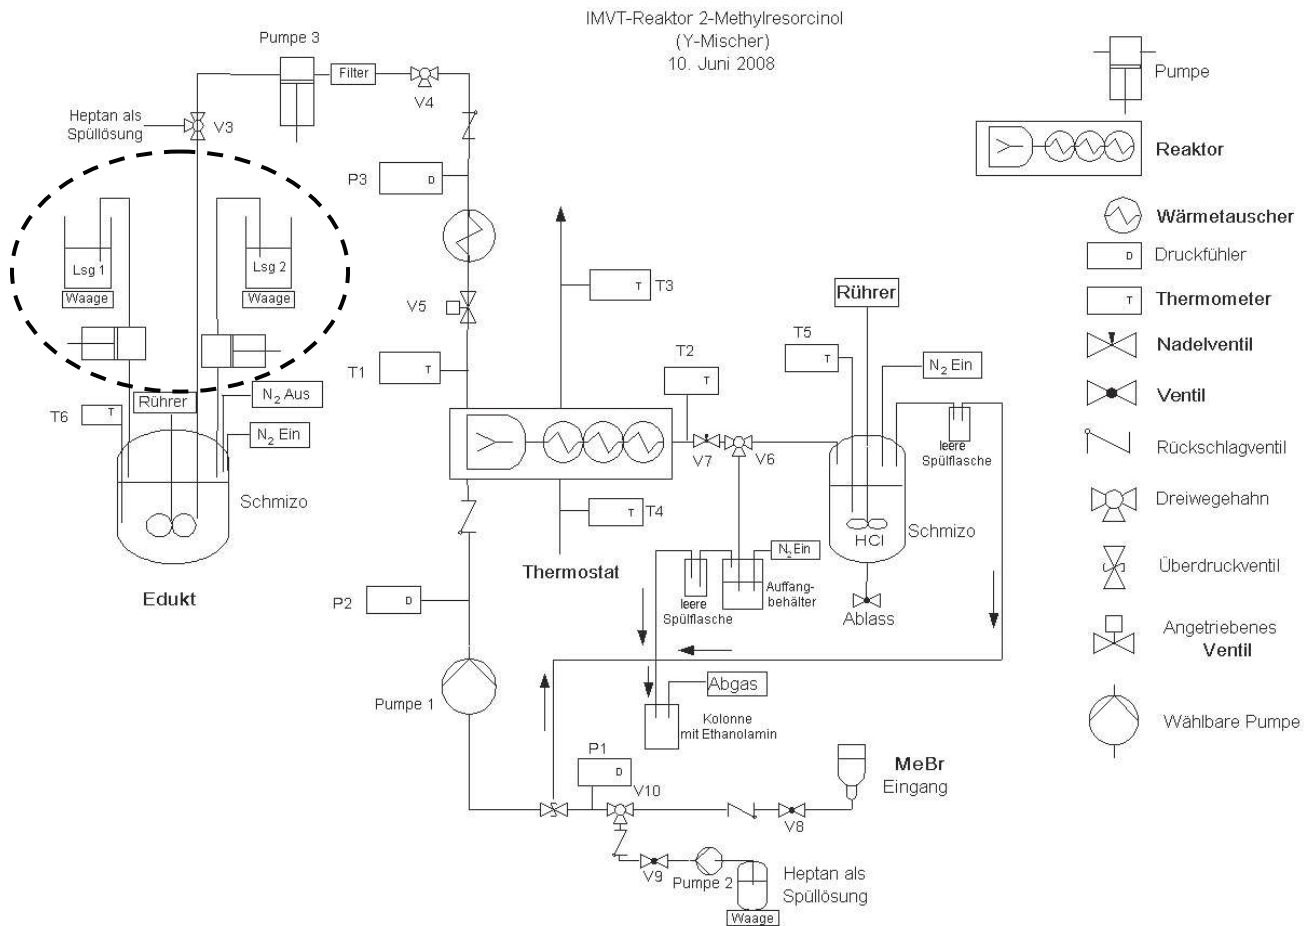 IMVT-Reaktor 2-Methylresorcinol
(Y-Mischer)
10. Juni 2008
Pumpe 3
Filter
V4
Heptan als
Spüllösung
V3
P3
D
Lsg 1
Waage
Lsg 2
Waage
V5
T1
T
T
T3
Rührer
T5
T
T2
T
N2 Ein
leere
Spülflasche
T6
T
Rührer
N2 Aus
N2 Ein
Schmizo
Edukt
V7
V6
HCl
Schmizo
T
T4
Thermostat
N2 Ein
leere
Spülflasche
Auffang-
behälter
Ablass
P2
D
Pumpe 1
Abgas
Kolonne
mit Ethanolamin
P1
D
V10
MeBr
Eingang
V8
V9
Pumpe 2
Heptan als
Spüllösung
Waage
Pumpe
Reaktor
Wärmetauscher
D
Druckfühler
T
Thermometer
Nadelventil
Ventil
Rückschlagventil
Dreiwegehahn
Überdruckventil
Angetriebenes
Ventil
Wählbare Pumpe